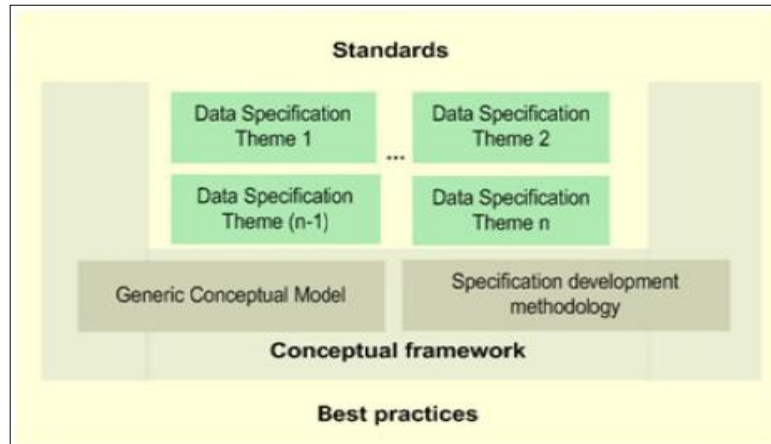 Standards
Data Specification
Theme 1
Data Specification
Theme 2
...
Data Specification
Theme (n-1)
Data Specification
Theme n
Generic Conceptual Model
Specification development
methodology
Conceptual framework
Best practices